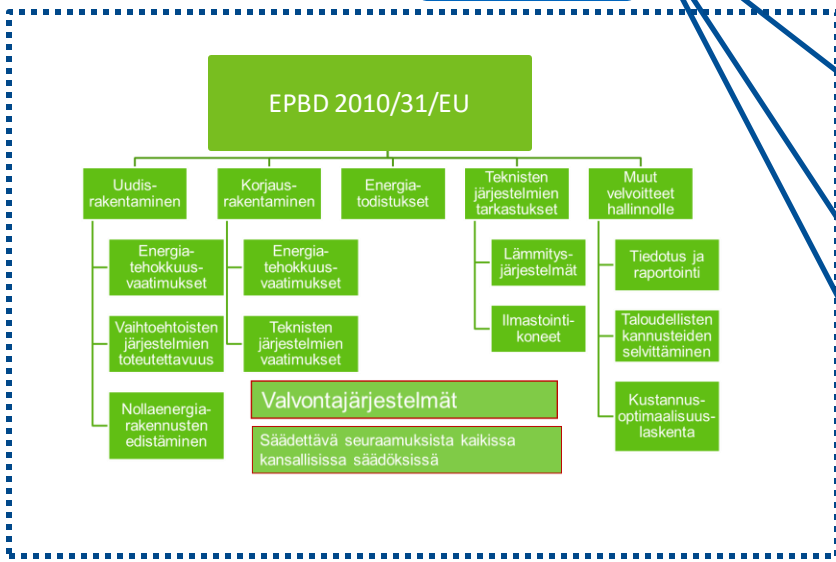 EPBD 2010/31/EU
Uudis-
rakentaminen
Korjaus-
rakentaminen
Energia-
todistukset
Teknisten
järjestelmien
tarkastukset
Muut
velvoitteet
hallinnolle
Energia-
tehokkuus-
vaatimukset
Vaihtoehtoisten
järjestelmien
toteutettavuus
Nollaenergia-
rakennusten
edistäminen
Energia-
tehokkuus-
vaatimukset
Teknisten
järjestelmien
vaatimukset
Lämmitys-
järjestelmät
Ilmastointi-
koneet
Tiedotus ja
raportointi
Taloudellisten
kannusteiden
selvittäminen
Kustannus-
optimaalisuus-
laskenta
Valvontajärjestelmät
Säädettävä seuraamuksista kaikissa
kansallisissa säädöksissä